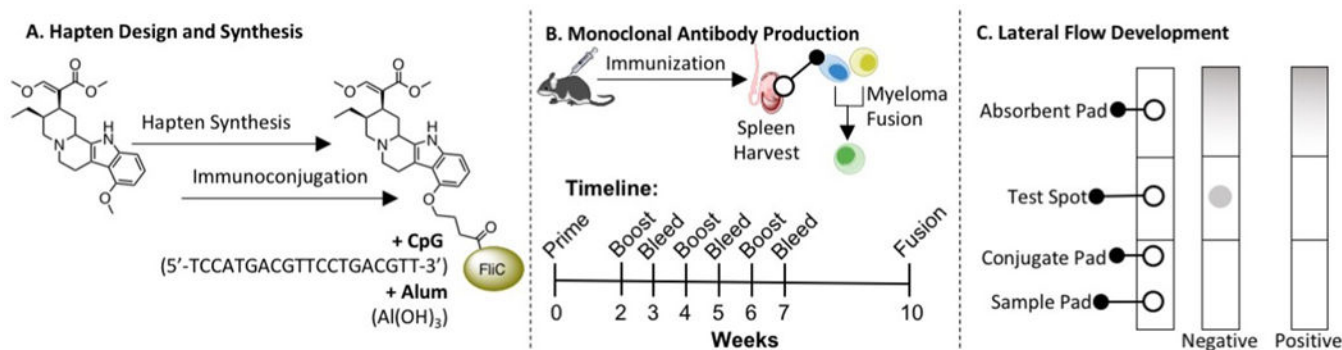 A. Hapten Design and Synthesis
O
O
O
N
H
N
O
Hapten Synthesis
Immunoconjugation
O
O
O
N
H
N
O
O
+ CpG
(5’-TCCATGACGTTCCTGACGTT-3’)
FliC
+ Alum
(Al(OH)3)
B. Monoclonal Antibody Production
Immunization
Spleen
Harvest
Myeloma
Fusion
Timeline:
Prime
Boost
Bleed
Boost
Bleed
Boost
Bleed
Fusion
0 2 3 4 5 6 7 10
Weeks
C. Lateral Flow Development
Absorbent Pad
Test Spot
Conjugate Pad
Sample Pad
Negative Positive